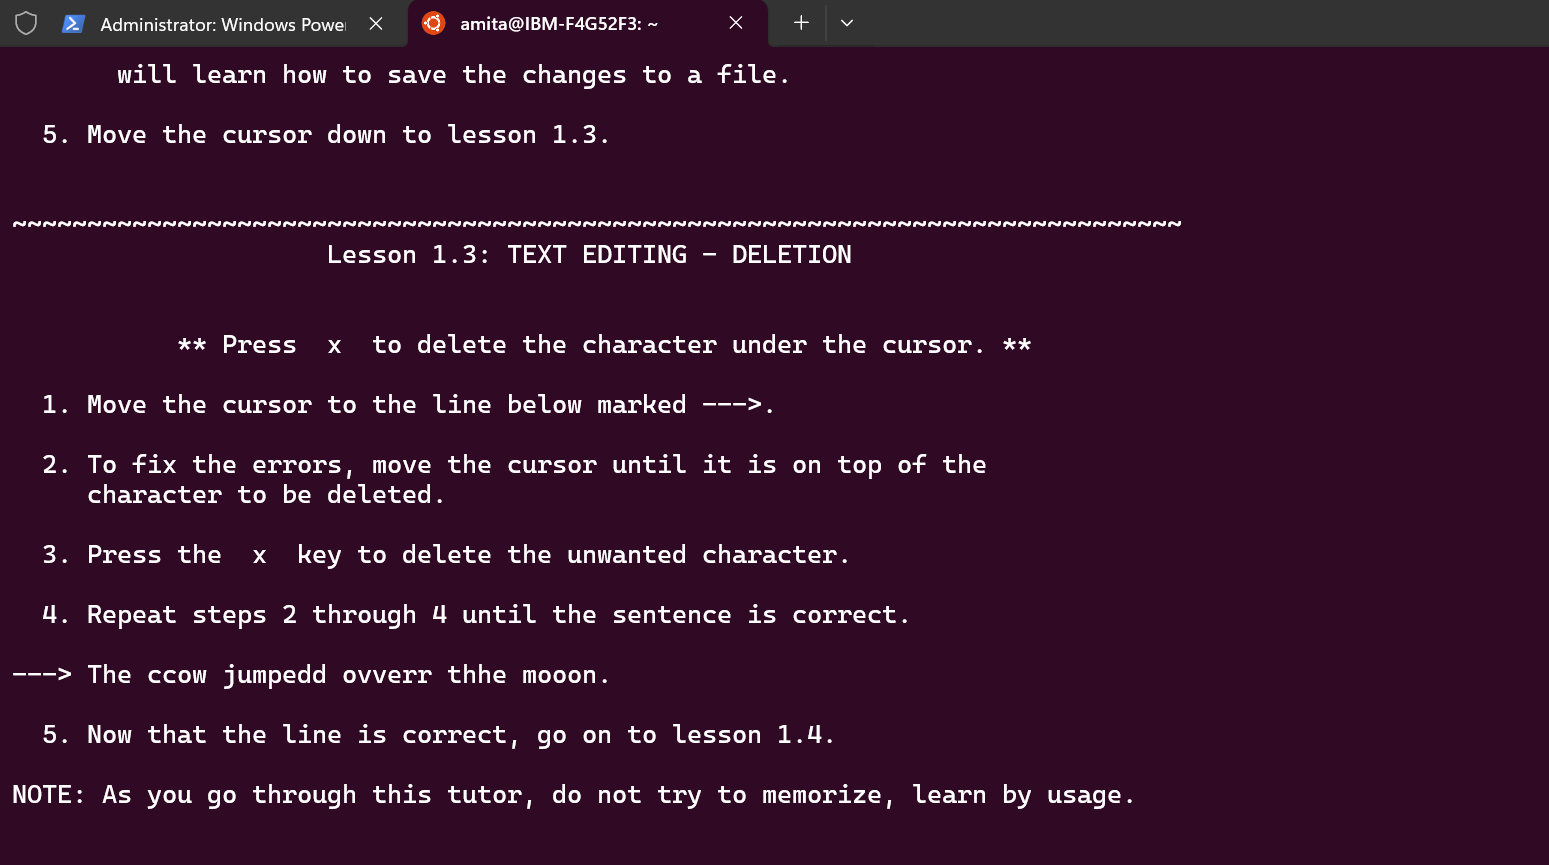 Administrator: Windows Powe
amita@IBM-F4G52F3: ~
will learn how to save the changes to a file.
5. Move the cursor down to lesson 1.3.
~~~~~~~~~~~~~~~~~~~~~~~~~~~~~~~~~~~~~~~~~~~~~~~~~~~~~~~~~~~~~~~~~~~~~~~~~~~~~~
Lesson 1.3: TEXT EDITING - DELETION
** Press  x  to delete the character under the cursor. **
1. Move the cursor to the line below marked --->.
2. To fix the errors, move the cursor until it is on top of the
character to be deleted.
3. Press the  x  key to delete the unwanted character.
4. Repeat steps 2 through 4 until the sentence is correct.
---> The ccow jumpedd ovverr thhe mooon.
5. Now that the line is correct, go on to lesson 1.4.
NOTE: As you go through this tutor, do not try to memorize, learn by usage.